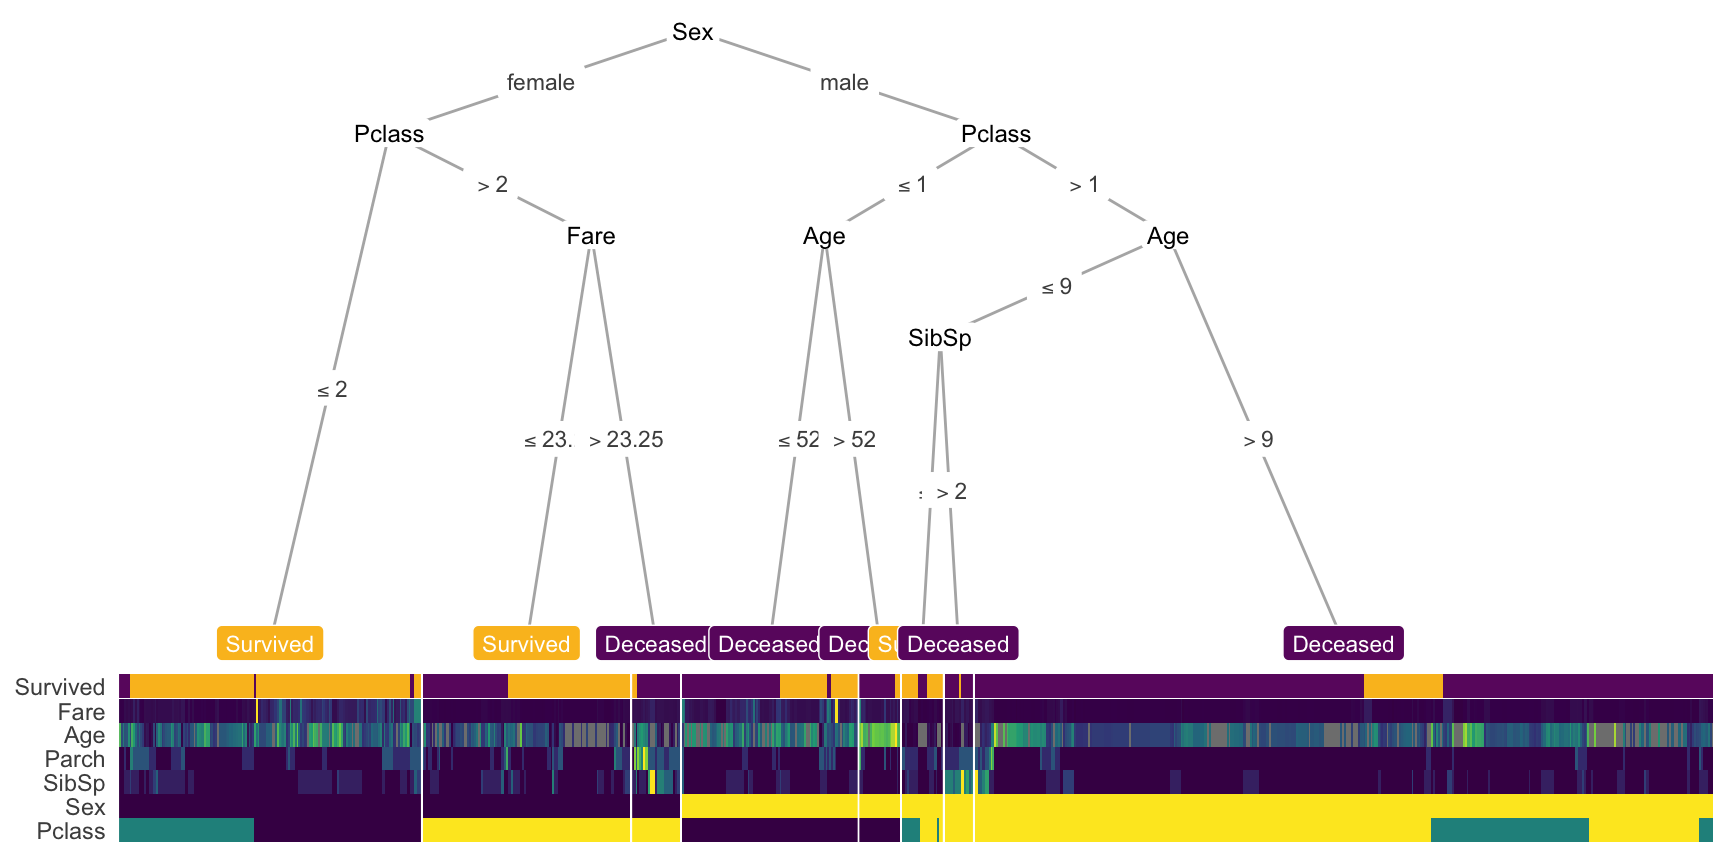 Sex
female male
Pclass Pclass
> 2 ≤ 1 > 1
Fare Age Age
≤ 9
SibSp
≤ 2
≤ 23. > 23.25 ≤ 52 > 52 > 9
> 2
Survived Survived Deceased Deceased Dec Su Deceased Deceased
Survived
Fare
Age
Parch
SibSp
Sex
Pclass